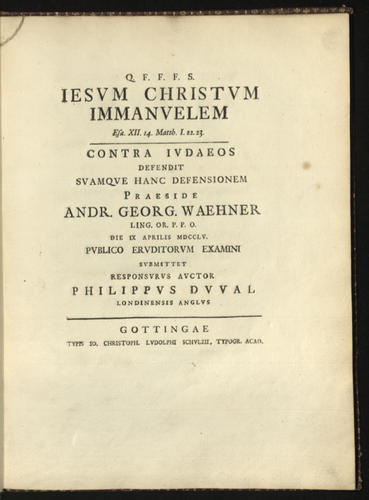 Q. F. F. F. S.
IESVM CHRISTVM
IMMANVELEM
Esa. XII. 14. Matth. I. 22. 23.
CONTRA IVDAEOS
DEFENDIT
SVAMQVE HANC DEFENSIONEM
PRAESIDE
ANDR. GEORG. WAEHNER
LING. OR. P. P. O.
DIE IX APRILIS MDCCLV.
PVBLICO ERVDITORVM EXAMINI
SVBMITTET
RESPONSVRVS AVCTOR
PHILIPPVS DVVAL
LONDINENSIS ANGLVS
GOTTINGAE
TYPIS IO. CHRISTOPH. LVDOLPHI SCHVLZII, TYPOGR. ACAD.